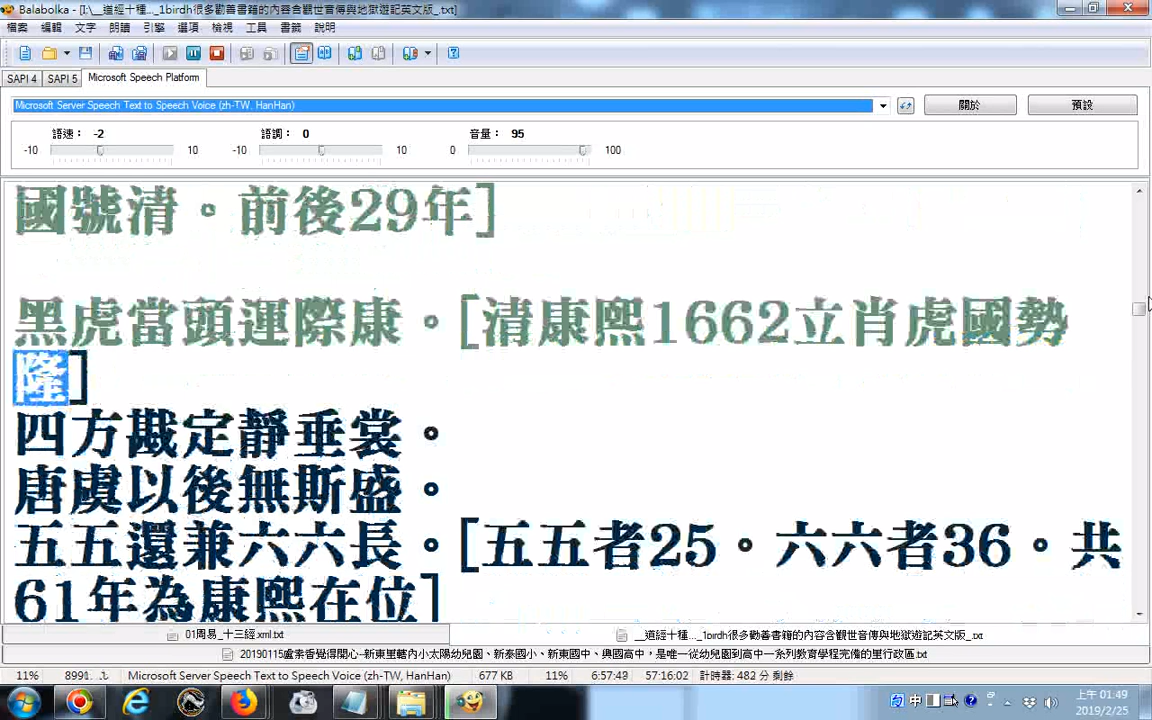 Balabolka - [I:\__道經十種..._1birdh很多勸善書籍的內容含觀世音傳與地獄遊記英文版_.txt]
檔案 編輯 文字 朗讀 引擎 選項 檢視 工具 書籤 說明
SAPI 4 SAPI 5 Microsoft Speech Platform
Microsoft Server Speech Text to Speech Voice (zh-TW, HanHan) 關於 預設
語速： -2 語調： 0 音量： 95
-10 10 -10 10 0 100
國號清。前後29年]
黑虎當頭運際康。[清康熙1662立肖虎國勢
隆]
四方戡定靜垂裳。
唐虞以後無斯盛。
五五還兼六六長。[五五者25。六六者36。共
61年為康熙在位]
01周易_十三經.xml.txt __道經十種..._1birdh很多勸善書籍的內容含觀世音傳與地獄遊記英文版_.txt
20190115盧素香覺得開心--新東里轄內小太陽幼兒園、新泰國小、新東國中、興國高中，是唯一從幼兒園到高中一系列教育學程完備的里行政區.txt
11% 8991. Microsoft Server Speech Text to Speech Voice (zh-TW, HanHan) 677 KB 11% 6:57:43 57:16:02 計時器: 482 分 剩餘
中 上午 01:49
2019/2/25